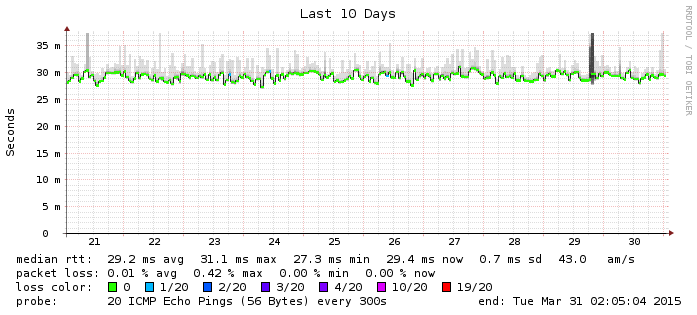 Last 10 Days
RRDTOOL / TOBI OETIKER
Seconds
35 m
30 m
25 m
20 m
15 m
10 m
5 m
0
21 22 23 24 25 26 27 28 29 30
median rtt: 29.2 ms avg 31.1 ms max 27.3 ms min 29.4 ms now 0.7 ms sd 43.0 am/s
packet loss: 0.01 % avg 0.42 % max 0.00 % min 0.00 % now
loss color: 0 1/20 2/20 3/20 4/20 10/20 19/20
probe: 20 ICMP Echo Pings (56 Bytes) every 300s end: Tue Mar 31 02:05:04 2015